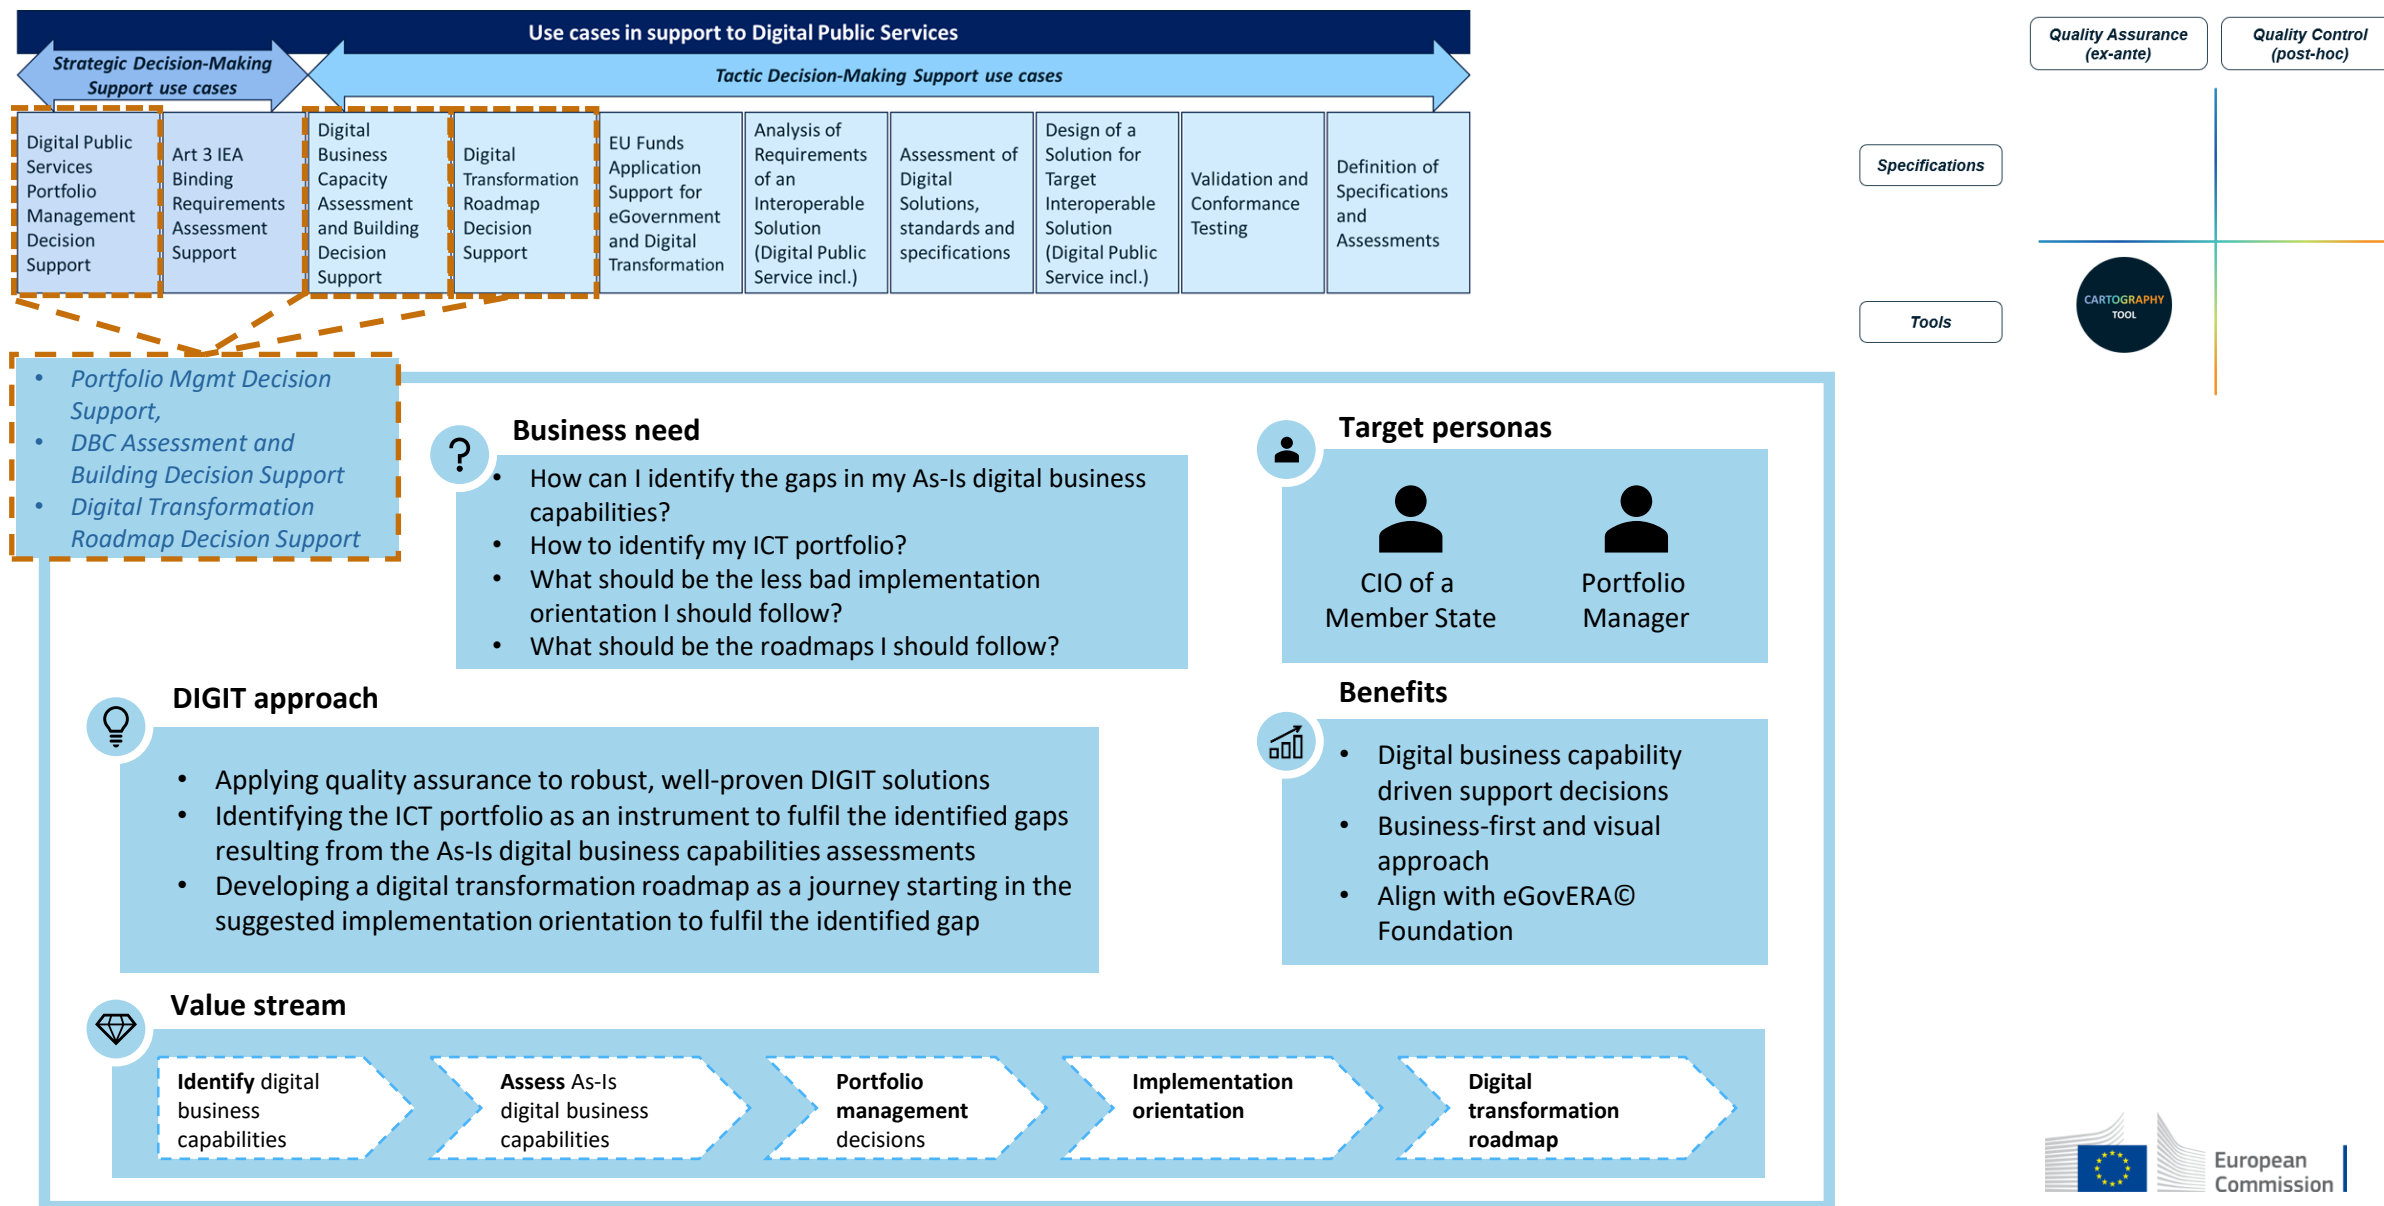 Use cases in support to Digital Public Services
Strategic Decision-Making
Support use cases
Tactic Decision-Making Support use cases
Digital Public
Services
Portfolio
Management
Decision
Support
Art 3 IEA
Binding
Requirements
Assessment
Support
Digital
Business
Capacity
Assessment
and Building
Decision
Support
Digital
Transformation
Roadmap
Decision
Support
EU Funds
Application
Support for
eGovernment
and Digital
Transformation
Analysis of
Requirements
of an
Interoperable
Solution
(Digital Public
Service incl.)
Assessment of
Digital
Solutions,
standards and
specifications
Design of a
Solution for
Target
Interoperable
Solution
(Digital Public
Service incl.)
Validation and
Conformance
Testing
Definition of
Specifications
and
Assessments
Quality Assurance
(ex-ante)
Quality Control
(post-hoc)
Specifications
Tools
CARTOGRAPHY
TOOL
• Portfolio Mgmt Decision
Support,
• DBC Assessment and
Building Decision Support
• Digital Transformation
Roadmap Decision Support
Business need
• How can I identify the gaps in my As-Is digital business
capabilities?
• How to identify my ICT portfolio?
• What should be the less bad implementation
orientation I should follow?
• What should be the roadmaps I should follow?
Target personas
CIO of a
Member State
Portfolio
Manager
DIGIT approach
• Applying quality assurance to robust, well-proven DIGIT solutions
• Identifying the ICT portfolio as an instrument to fulfil the identified gaps
resulting from the As-Is digital business capabilities assessments
• Developing a digital transformation roadmap as a journey starting in the
suggested implementation orientation to fulfil the identified gap
Benefits
• Digital business capability
driven support decisions
• Business-first and visual
approach
• Align with eGovERA©
Foundation
Value stream
Identify digital
business
capabilities
Assess As-Is
digital business
capabilities
Portfolio
management
decisions
Implementation
orientation
Digital
transformation
roadmap
European
Commission